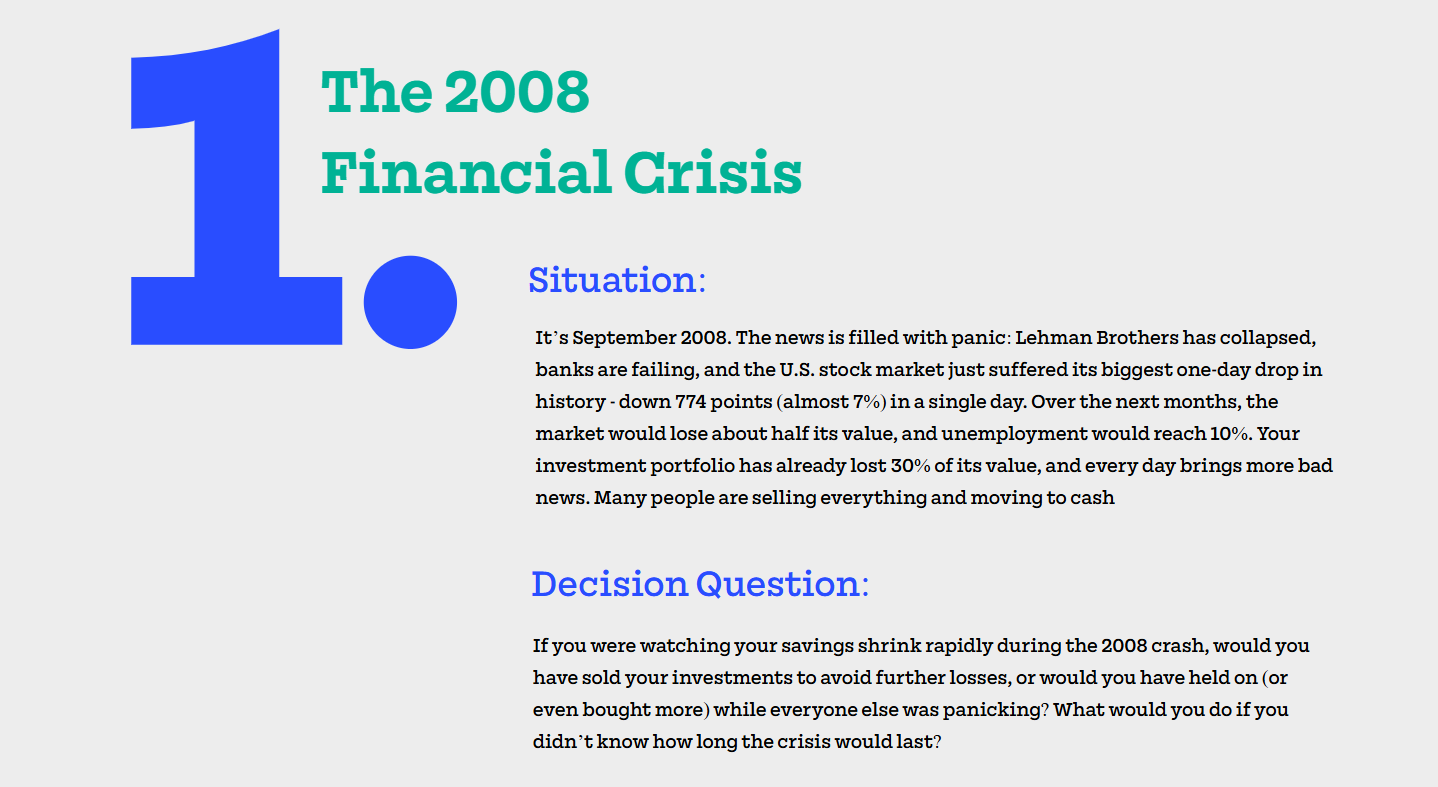 1.
The 2008
Financial Crisis
Situation:
It’s September 2008. The news is filled with panic: Lehman Brothers has collapsed,
banks are failing, and the U.S. stock market just suffered its biggest one-day drop in
history - down 774 points (almost 7%) in a single day. Over the next months, the
market would lose about half its value, and unemployment would reach 10%. Your
investment portfolio has already lost 30% of its value, and every day brings more bad
news. Many people are selling everything and moving to cash
Decision Question:
If you were watching your savings shrink rapidly during the 2008 crash, would you
have sold your investments to avoid further losses, or would you have held on (or
even bought more) while everyone else was panicking? What would you do if you
didn’t know how long the crisis would last?